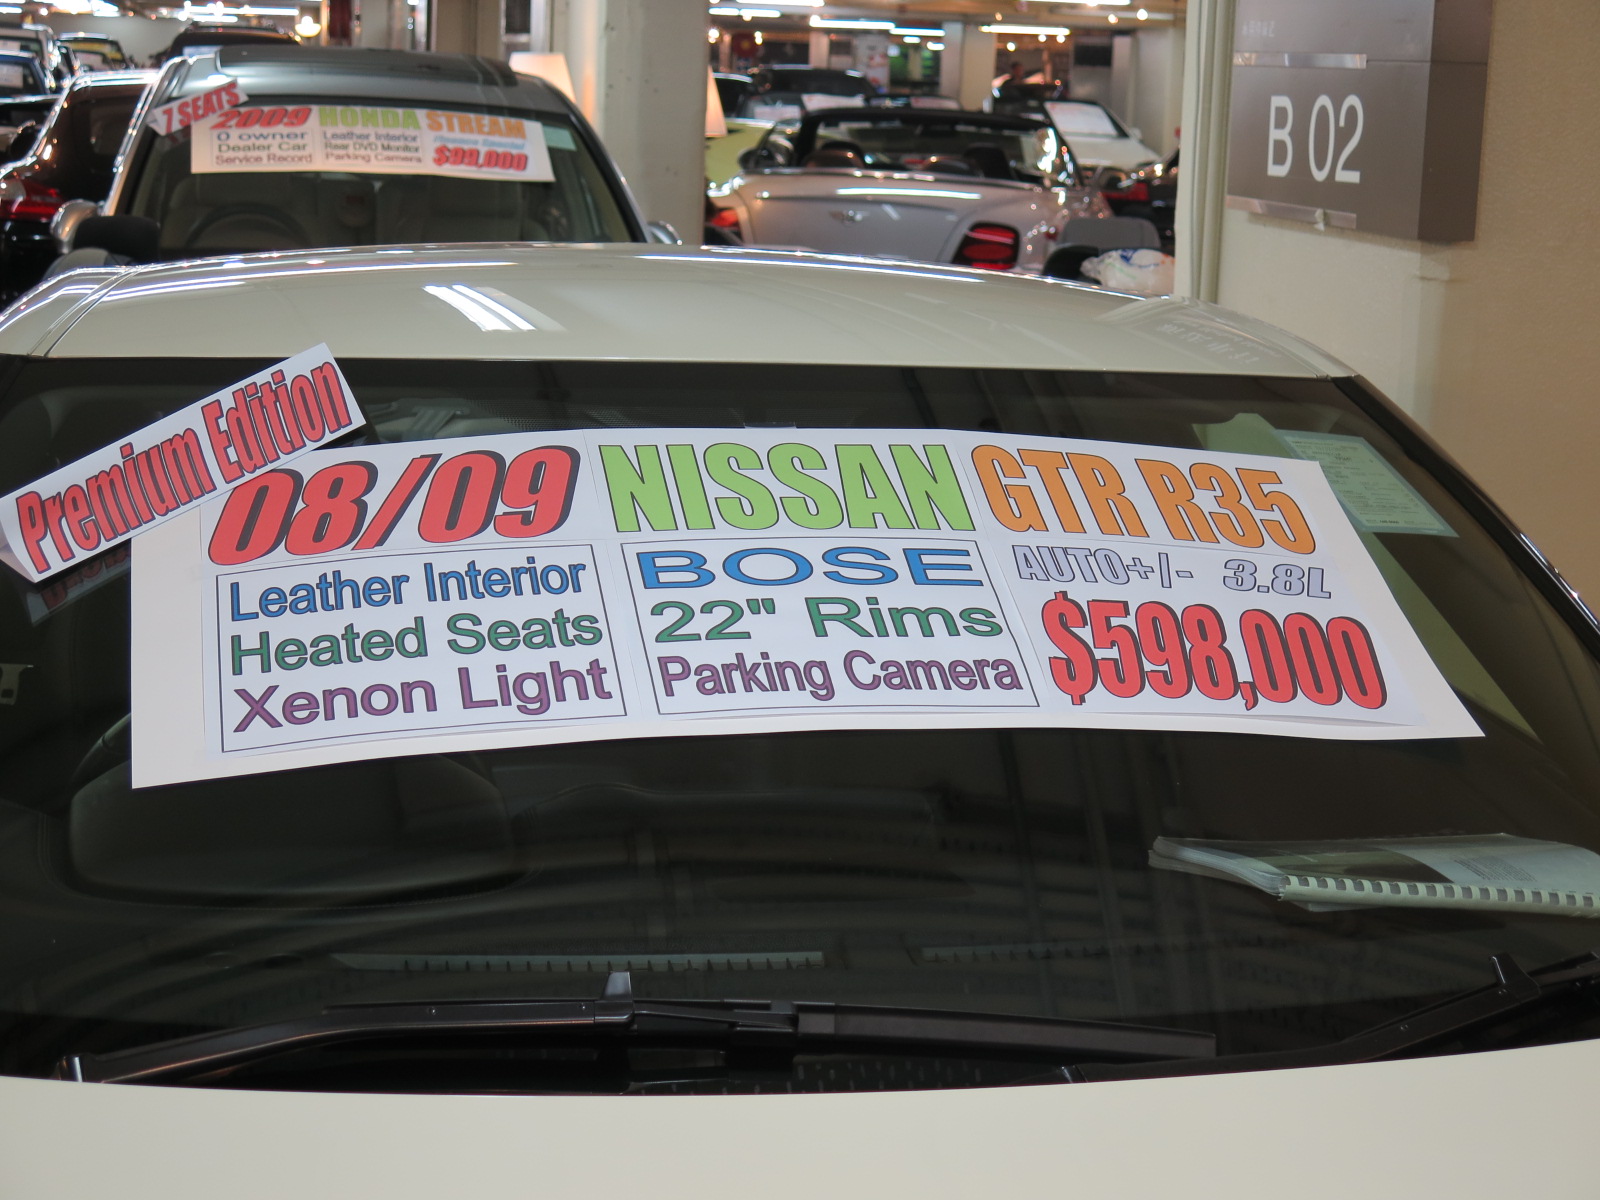 7 SEATS
2009 HONDA STREAM
0 owner
Dealer Car
Service Record
Leather Interior
Rear DVD Monitor
Parking Camera
B 02
Premium Edition
08/09 NISSAN GTR R35
Leather Interior
Heated Seats
Xenon Light
BOSE
22" Rims
Parking Camera
AUTO+/- 3.8L
$598,000